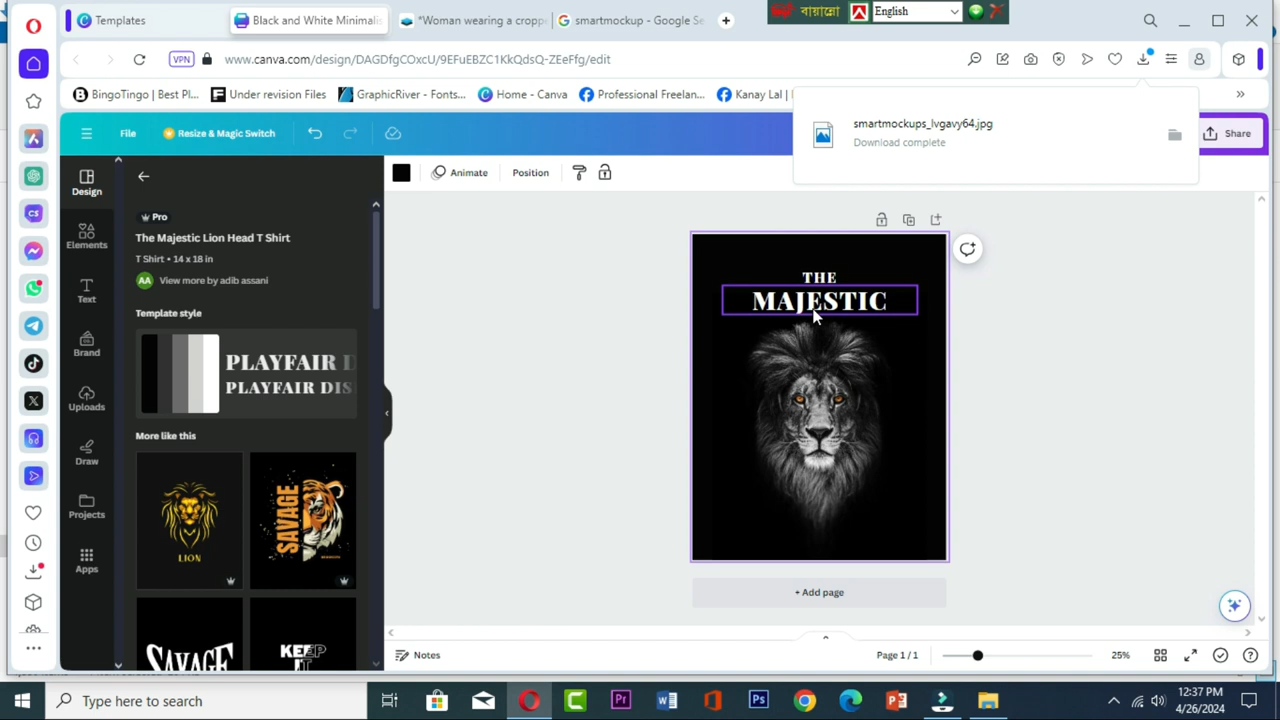 Templates
Black and White Minimalis
"Woman wearing a croppe
smartmockup - Google Se
বায়ান্নো
English
VPN
www.canva.com/design/DAGDfgCOxcU/9EFuEBZC1KkQdsQ-ZEeFfg/edit
BingoTingo | Best Pl...
Under revision Files
GraphicRiver - Fonts...
Home - Canva
Professional Freelan...
Kanay Lal |
smartmockups_lvgavy64.jpg
Download complete
File
Resize & Magic Switch
Share
Animate
Position
Design
Elements
Text
Brand
Uploads
Draw
Projects
Apps
Pro
The Majestic Lion Head T Shirt
T Shirt • 14 x 18 in
AA
View more by adib assani
Template style
PLAYFAIR D
PLAYFAIR DIS
More like this
LION
SAVAGE
SAVAGE
KEEP
IT
THE
MAJESTIC
+ Add page
Notes
Page 1 / 1
25%
Type here to search
12:37 PM
4/26/2024